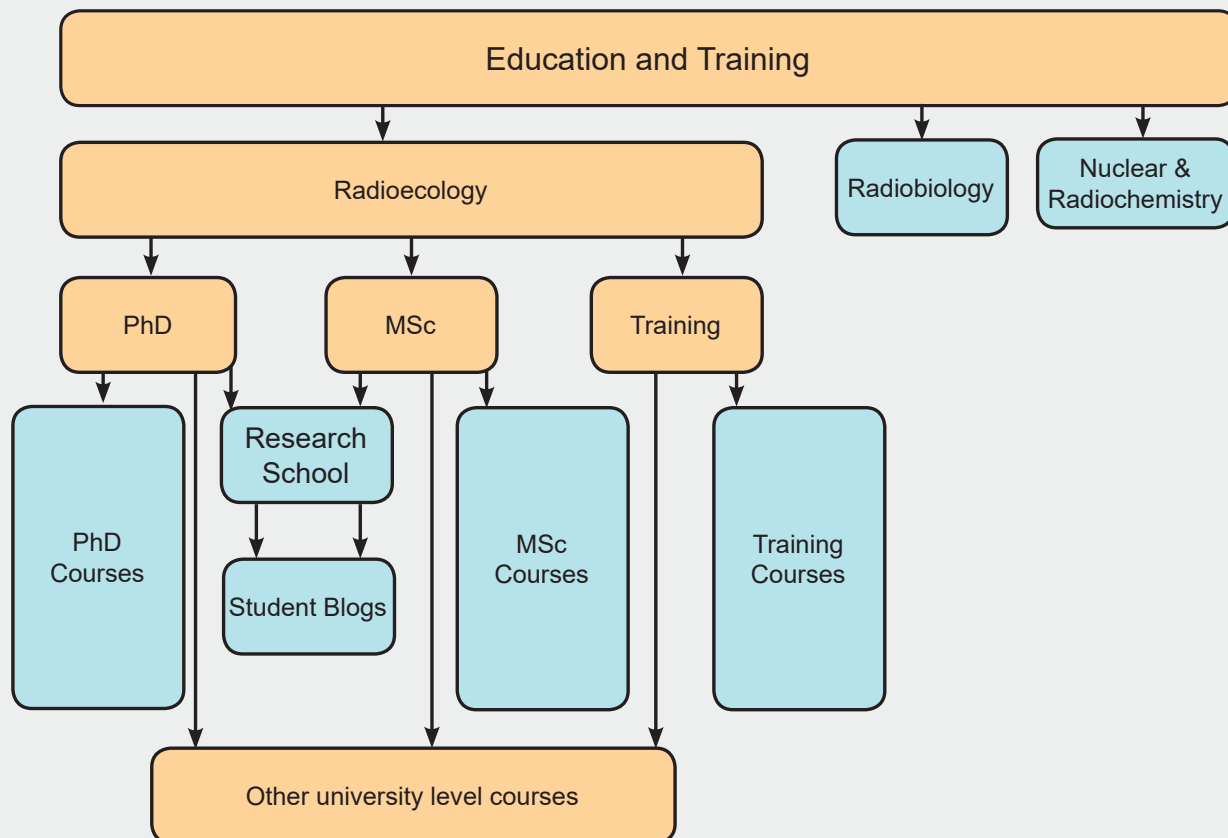 Education and Training
Radioecology
Radiobiology
Nuclear &
Radiochemistry
PhD
MSc
Training
PhD
Courses
Research
School
Student Blogs
MSc
Courses
Training
Courses
Other university level courses